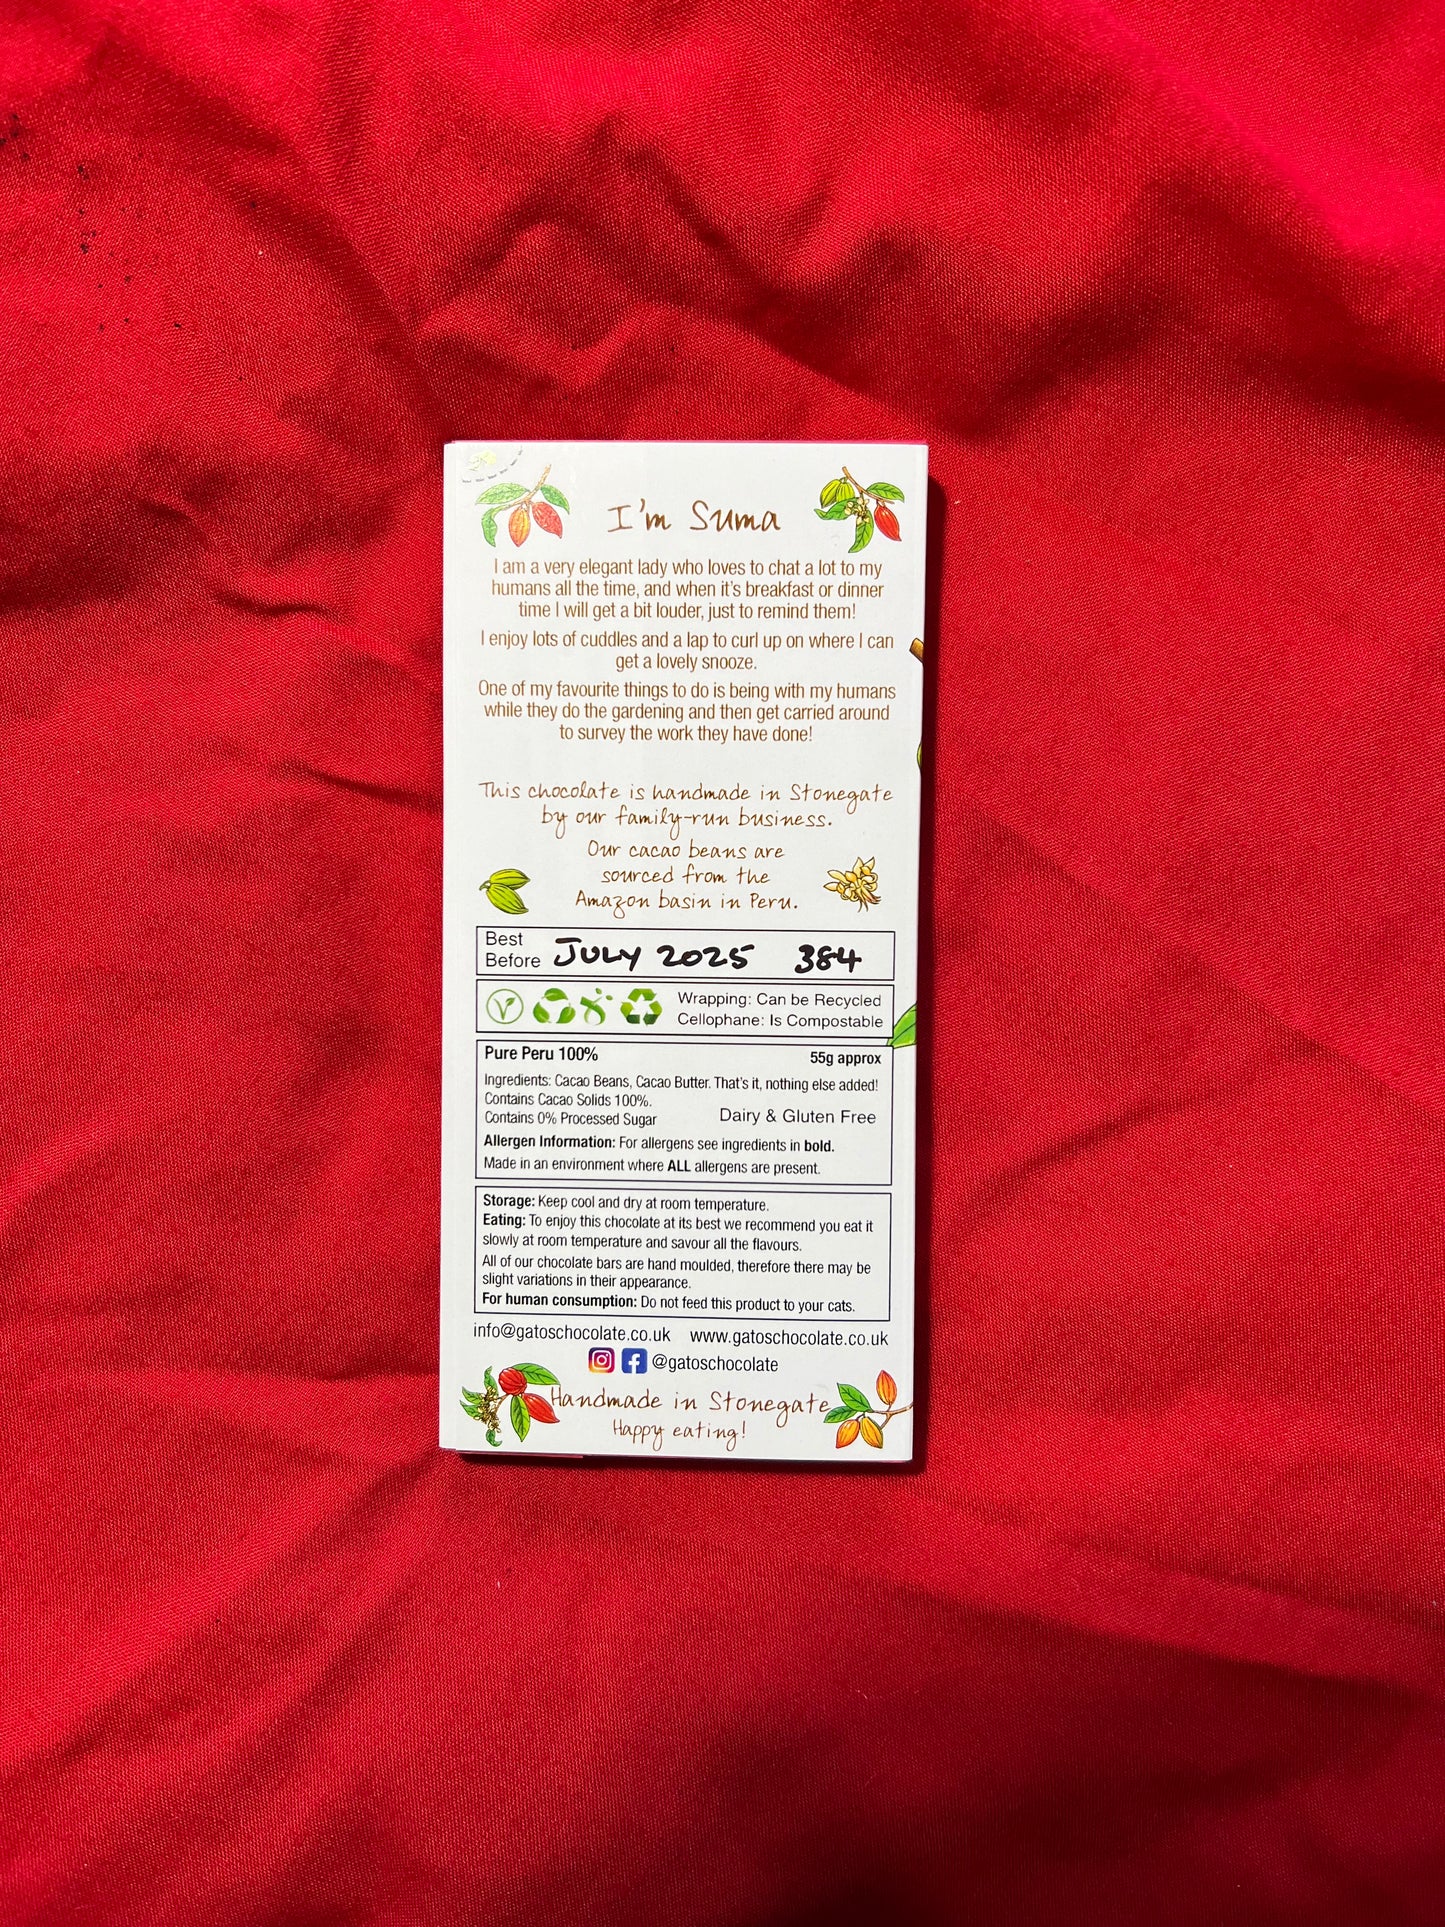 I'm Suma
I am a very elegant lady who loves to chat a lot to my
humans all the time, and when it's breakfast or dinner
time I will get a bit louder, just to remind them!
I enjoy lots of cuddles and a lap to curl up on where I can
get a lovely snooze.
One of my favourite things to do is being with my humans
while they do the gardening and then get carried around
to survey the work they have done!
This chocolate is handmade in Stonegate
by our family-run business.
Our cacao beans are
sourced from the
Amazon basin in Peru.
Best
Before JULY 2025 384
Wrapping: Can be Recycled
Cellophane: Is Compostable
Pure Peru 100% 55g approx
Ingredients: Cacao Beans, Cacao Butter. That's it, nothing else added!
Contains Cacao Solids 100%.
Contains 0% Processed Sugar Dairy & Gluten Free
Allergen Information: For allergens see ingredients in bold.
Made in an environment where ALL allergens are present.
Storage: Keep cool and dry at room temperature.
Eating: To enjoy this chocolate at its best we recommend you eat it
slowly at room temperature and savour all the flavours.
All of our chocolate bars are hand moulded, therefore there may be
slight variations in their appearance.
For human consumption: Do not feed this product to your cats.
info@gatoschocolate.co.uk www.gatoschocolate.co.uk
@gatoschocolate
Handmade in Stonegate
Happy eating!